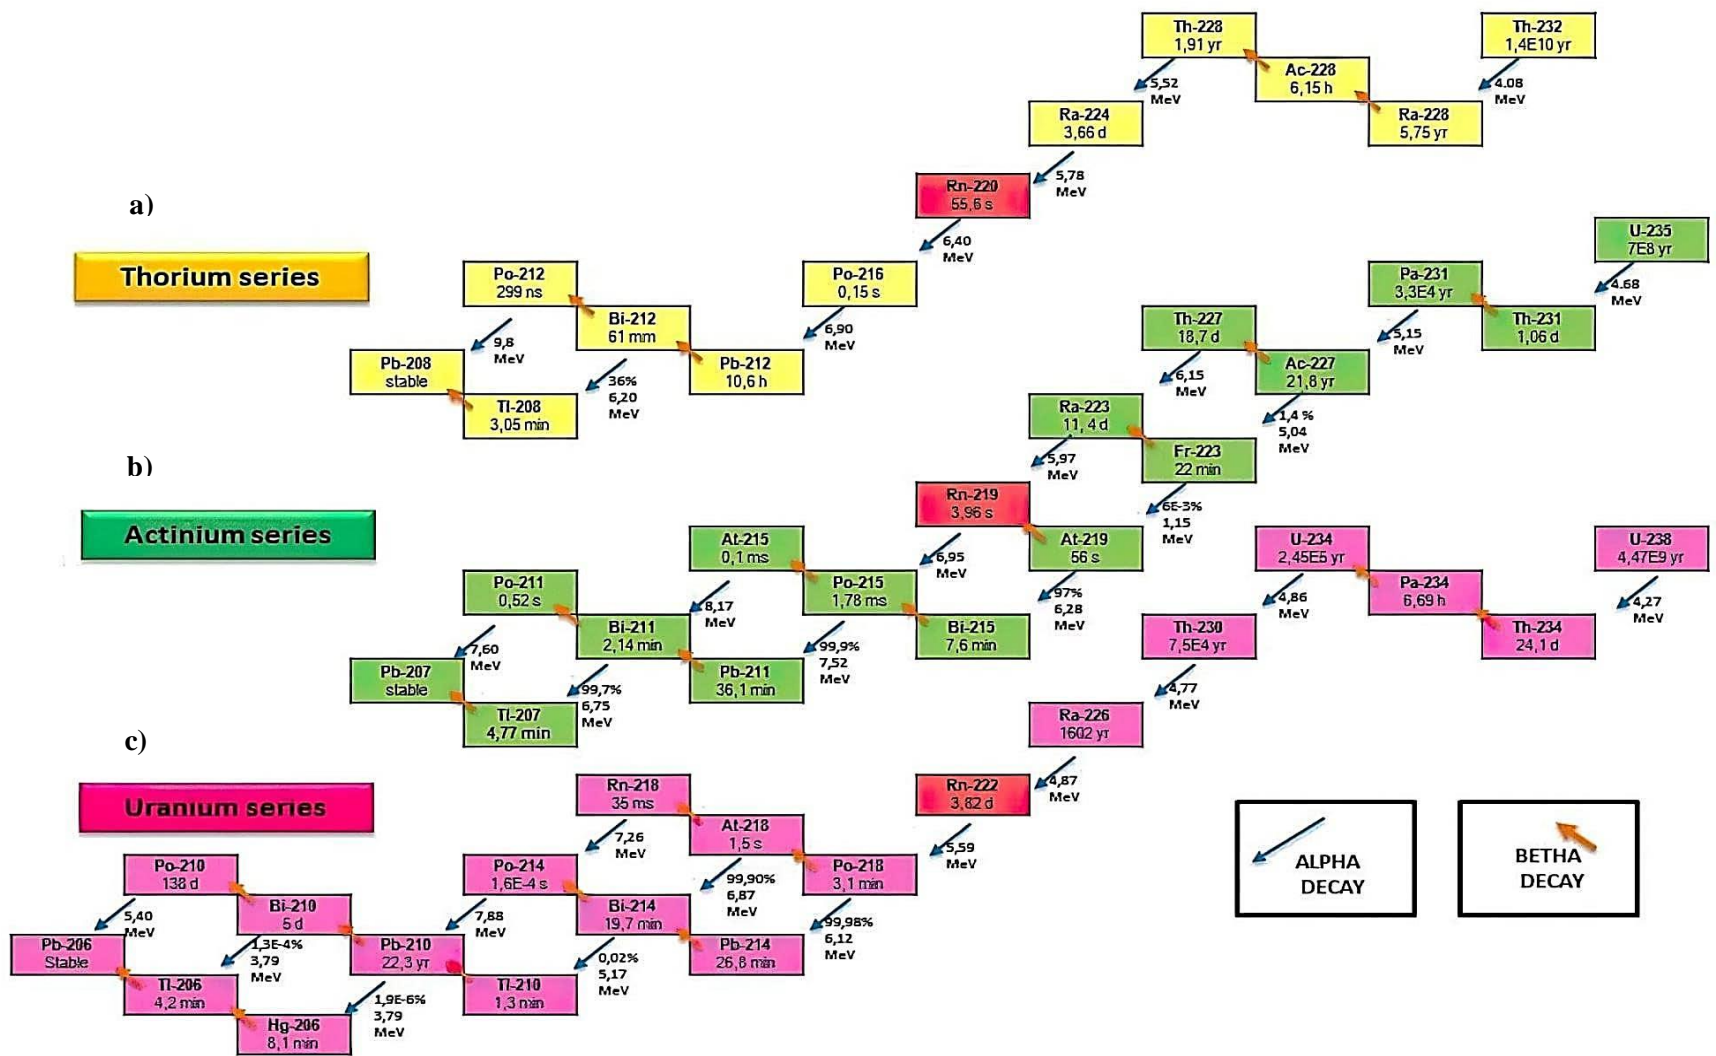 Th-228
1,91 yr
Th-232
1,4E10 yr
Ac-228
6,15 h
5,52
MeV
4.08
MeV
Ra-224
3,66 d
Ra-228
5,75 yr
5,78
MeV
a)
Rn-220
55,6 s
6,40
MeV
Thorium series
Po-212
299 ns
Po-216
0,15 s
Bi-212
61 mm
6,90
MeV
9,8
MeV
Pb-208
stable
Pb-212
10,6 h
36%
6,20
MeV
Tl-208
3,05 min
U-235
7E8 yr
Pa-231
3,3E4 yr
4.68
MeV
Th-227
18,7 d
5,15
MeV
Th-231
1,06 d
Ac-227
21,8 yr
6,15
MeV
Ra-223
11,4 d
1,4 %
5,04
MeV
b)
Fr-223
22 min
5,97
MeV
Rn-219
3,96 s
6E-3%
1,15
MeV
Actinium series
At-215
0,1 ms
At-219
56 s
6,95
MeV
Po-211
0,52 s
Po-215
1,78 ms
97%
6,28
MeV
8,17
MeV
Bi-211
2,14 min
Bi-215
7,6 min
7,60
MeV
99,9%
7,52
MeV
Pb-207
stable
Pb-211
36,1 min
99,7%
6,75
MeV
Tl-207
4,77 min
U-234
2,45E5 yr
U-238
4,47E9 yr
Pa-234
6,69 h
4,86
MeV
4,27
MeV
Th-230
7,5E4 yr
Th-234
24,1 d
4,77
MeV
Ra-226
1602 yr
c)
Uranium series
Rn-218
35 ms
Rn-222
3,82 d
4,87
MeV
At-218
1,5 s
7,26
MeV
5,59
MeV
Po-210
138 d
Po-214
1,6E-4 s
Po-218
3,1 min
99,90%
6,87
MeV
Bi-210
5 d
Bi-214
19,7 min
5,40
MeV
7,88
MeV
99,98%
6,12
MeV
Pb-206
Stable
1,3E-4%
3,79
MeV
Pb-210
22,3 yr
Pb-214
26,8 min
0,02%
5,17
MeV
Tl-206
4,2 min
Tl-210
1,3 min
1,9E-6%
3,79
MeV
Hg-206
8,1 min
ALPHA
DECAY
BETHA
DECAY